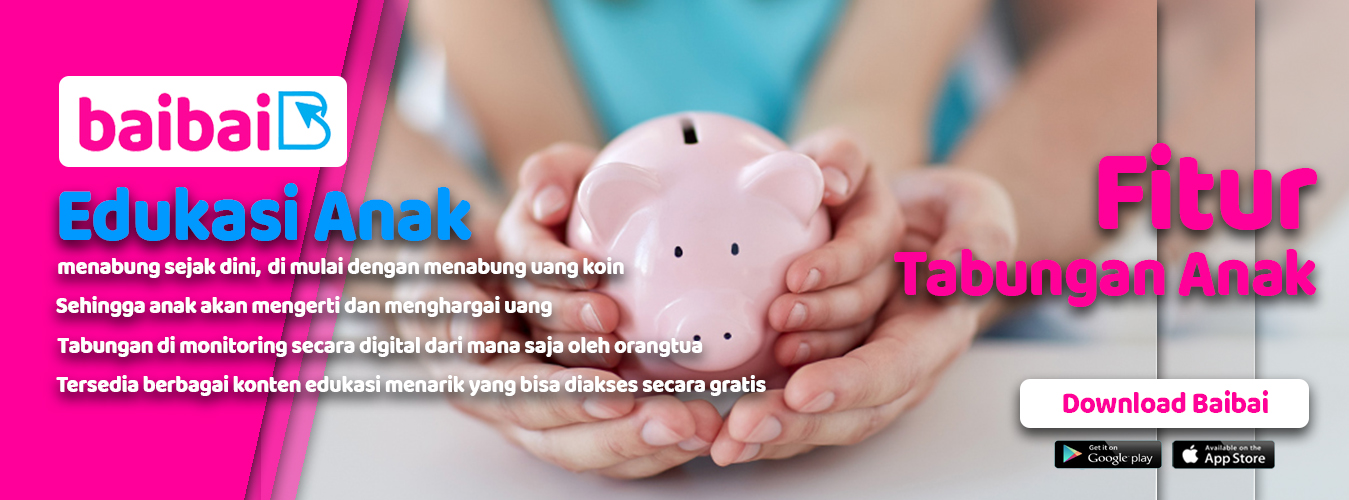 baibai B
Edukasi Anak
menabung sejak dini, di mulai dengan menabung uang koin
Sehingga anak akan mengerti dan menghargai uang
Tabungan di monitoring secara digital dari mana saja oleh orangtua
Tersedia berbagai konten edukasi menarik yang bisa diakses secara gratis
Fitur
Tabungan Anak
Download Baibai
Get it on
Google play
Available on the
App Store